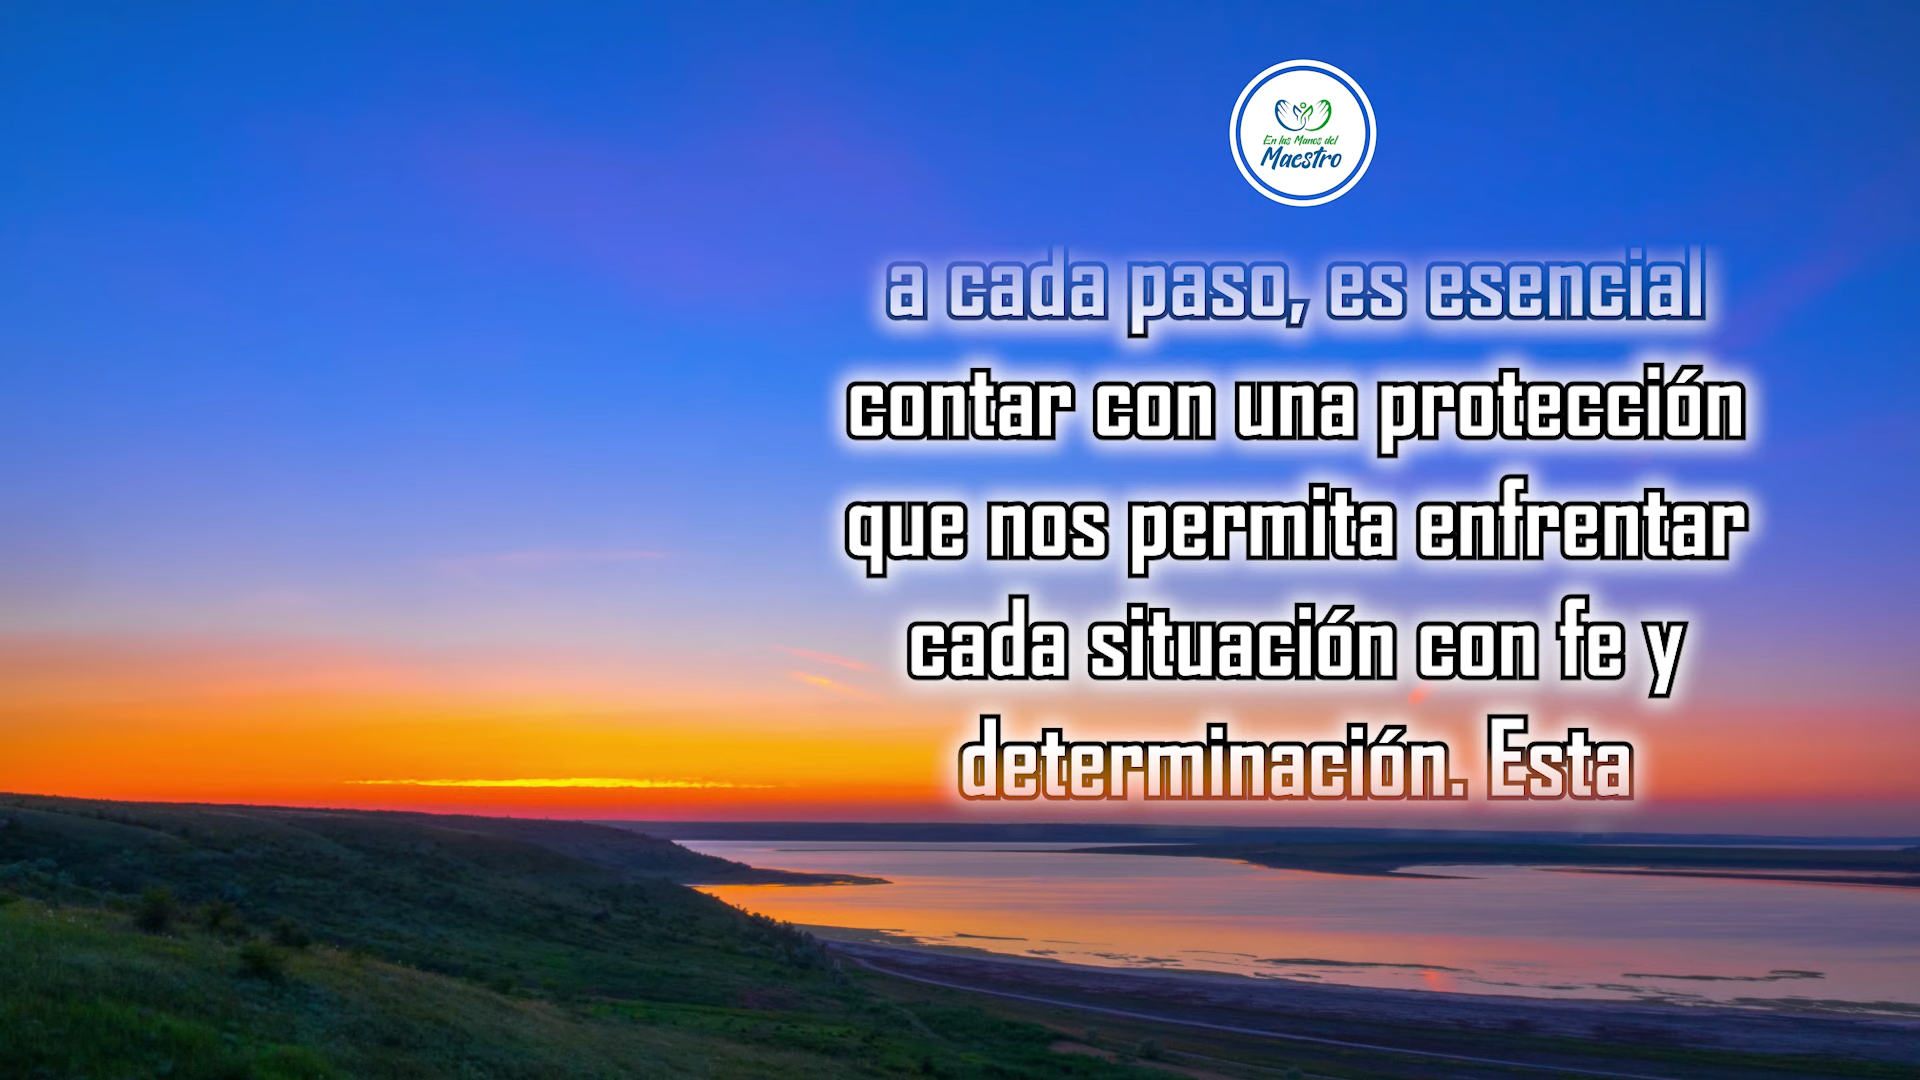 En las Manos del
Maestro
a cada paso, es esencial
contar con una protección
que nos permita enfrentar
cada situación con fe y
determinación. Esta